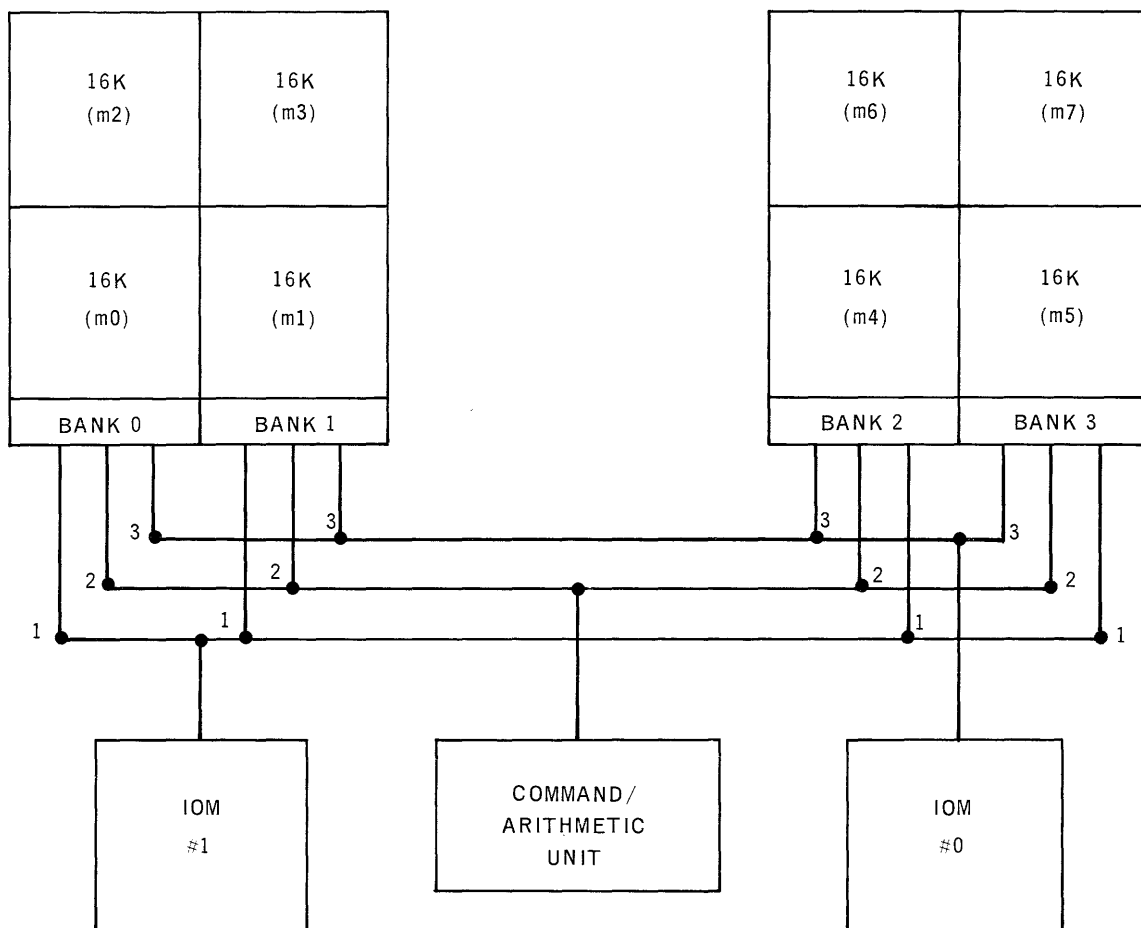 16K
(m2)
16K
(m3)
16K
(m6)
16K
(m7)
16K
(m0)
16K
(m1)
16K
(m4)
16K
(m5)
BANK 0
BANK 1
BANK 2
BANK 3
3
3
3
3
2
2
2
2
1
1
1
1
IOM
#1
COMMAND/
ARITHMETIC
UNIT
IOM
#0